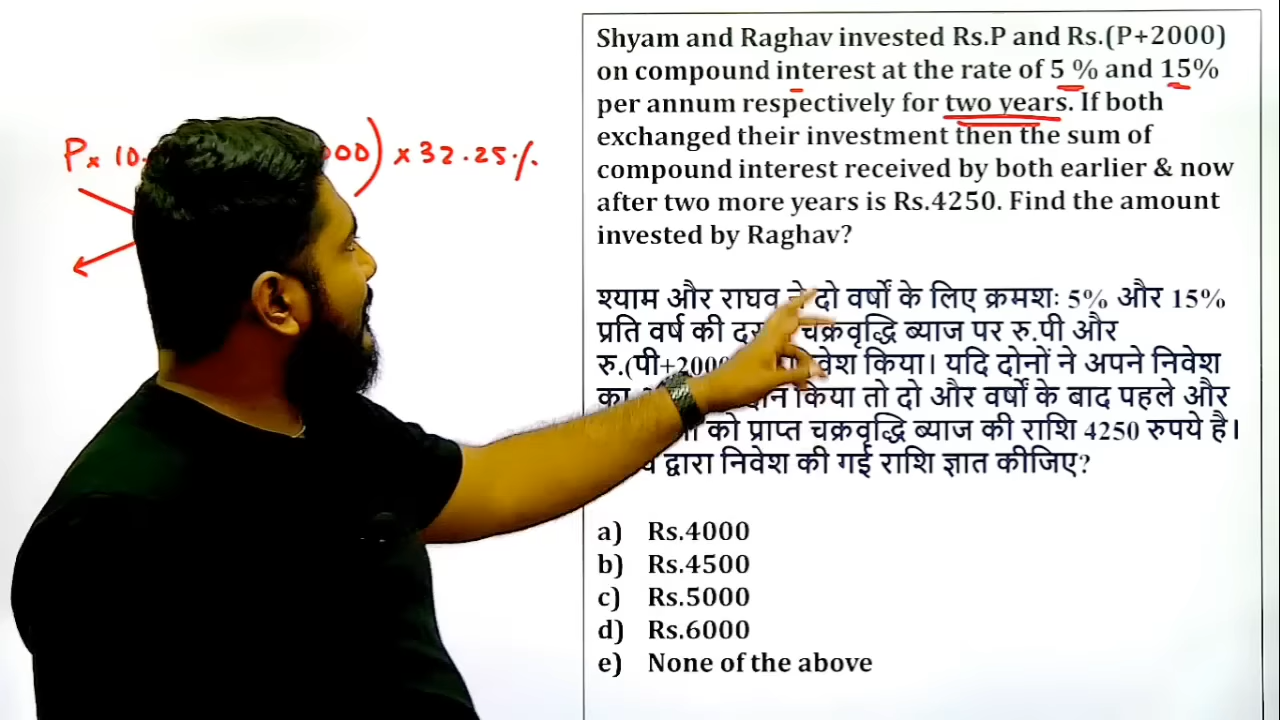 Shyam and Raghav invested Rs.P and Rs.(P+2000)
on compound interest at the rate of 5 % and 15%
per annum respectively for two years. If both
exchanged their investment then the sum of
compound interest received by both earlier & now
after two more years is Rs.4250. Find the amount
invested by Raghav?
श्याम और राघव ने दो वर्षों के लिए क्रमशः 5% और 15%
प्रति वर्ष की चक्रवृद्धि ब्याज पर रु.पी और
रु.(पी+2000 किया। यदि दोनों ने अपने निवेश
किया तो दो और वर्षों के बाद पहले और
को प्राप्त चक्रवृद्धि ब्याज की राशि 4250 रुपये है।
द्वारा निवेश की गई राशि ज्ञात कीजिए?
a) Rs.4000
b) Rs.4500
c) Rs.5000
d) Rs.6000
e) None of the above
P x 10. 000) x 32.25%